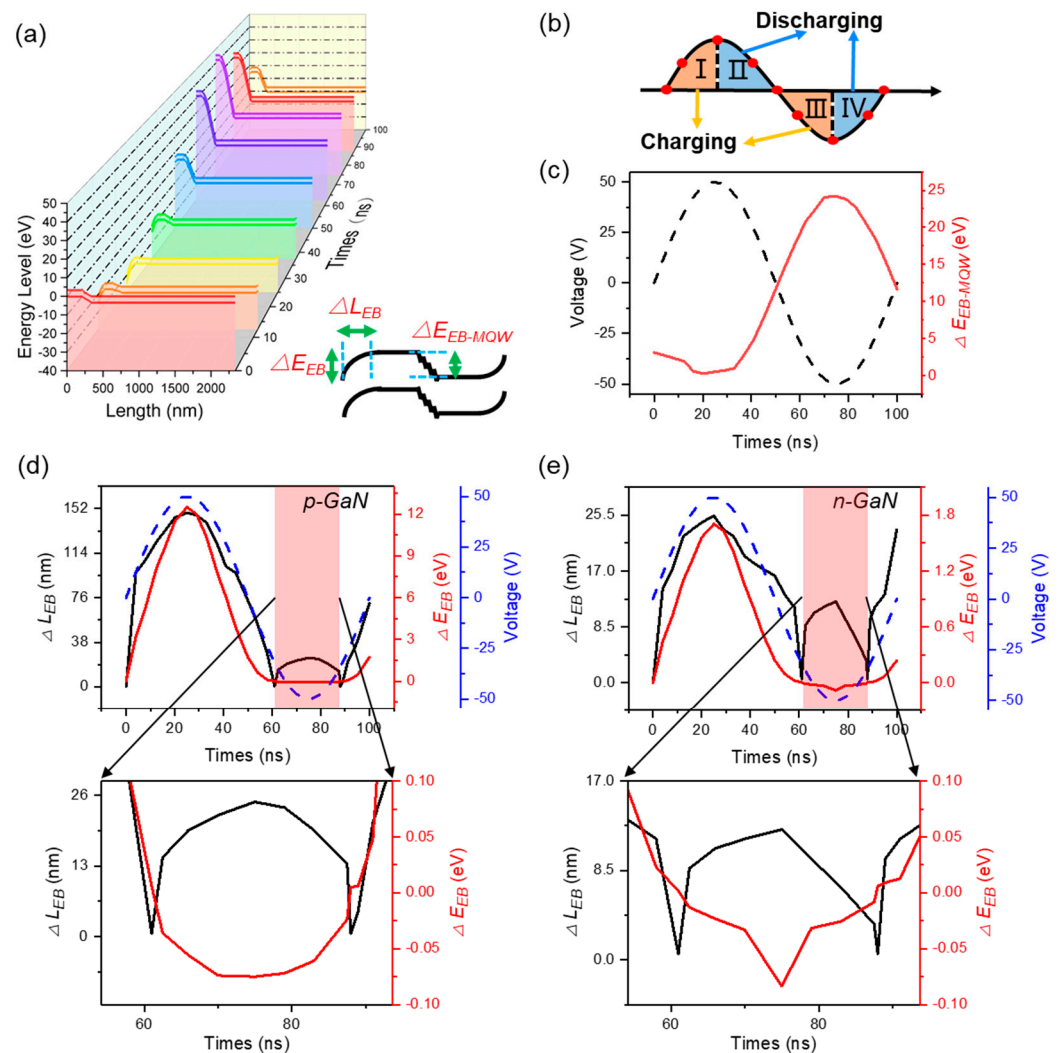 (a)
Energy Level (eV)
50
40
30
20
10
0
-10
-20
-30
-40
0
500
1000
1500
2000
Length (nm)
0
10
20
30
40
50
60
70
80
90
100
Times (ns)
△L_EB
△E_EB
△E_EB-MQW
(b)
Discharging
I
II
III
IV
Charging
(c)
Voltage (V)
50
25
0
-25
-50
0
20
40
60
80
100
Times (ns)
25
20
15
10
5
0
△ E_EB-MQW (eV)
(d)
p-GaN
△ L_EB (nm)
152
114
76
38
0
0
20
40
60
80
100
Times (ns)
12
9
6
3
0
△ E_EB (eV)
50
25
0
-25
-50
Voltage (V)
(e)
n-GaN
△ L_EB (nm)
25.5
17.0
8.5
0.0
0
20
40
60
80
100
Times (ns)
1.8
1.2
0.6
0.0
△ E_EB (eV)
50
25
0
-25
-50
Voltage (V)
△ L_EB (nm)
26
13
0
60
80
Times (ns)
0.10
0.05
0.00
-0.05
-0.10
△ E_EB (eV)
△ L_EB (nm)
17.0
8.5
0.0
60
80
Times (ns)
0.10
0.05
0.00
-0.05
-0.10
△ E_EB (eV)